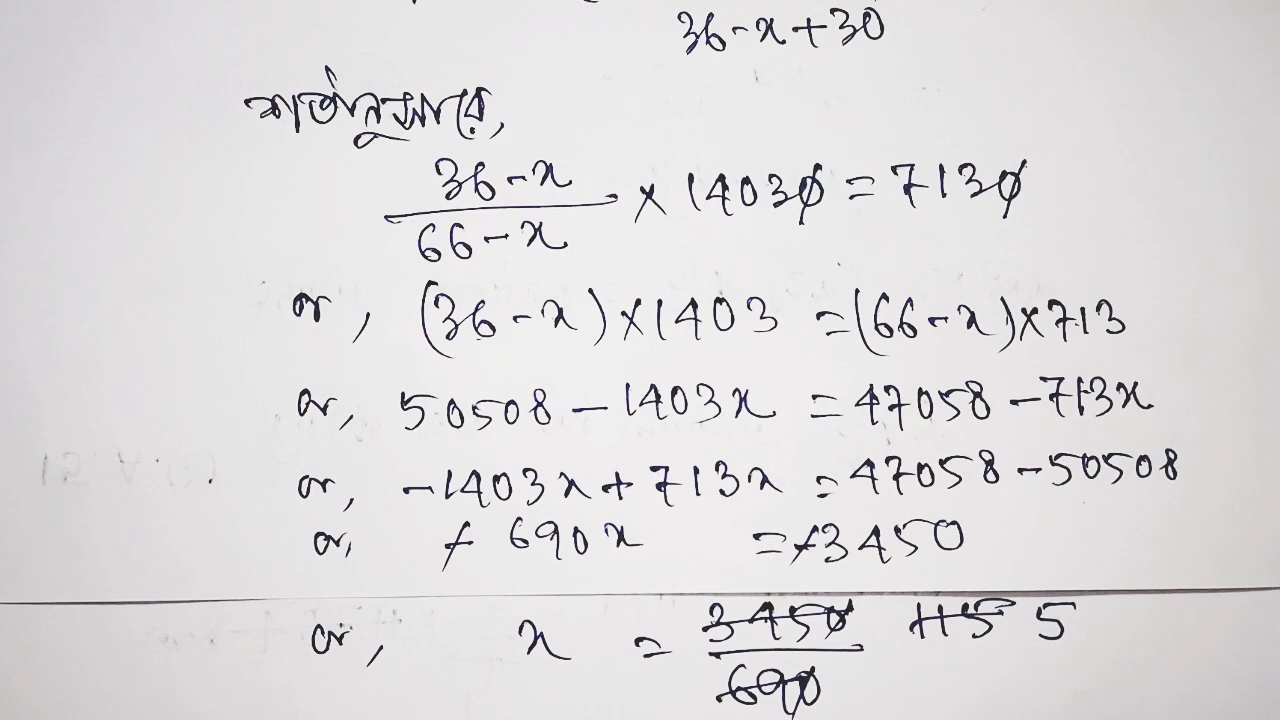 36-x+30
শর্তানুসারে,
36-x
66-x
× 14030 = 7130
or, (36-x)×1403 =(66-x)×713
or, 50508-1403x =47058-713x
or, -1403x+713x =47058-50508
or, -690x =-3450
or, x = 3450 115 5
690